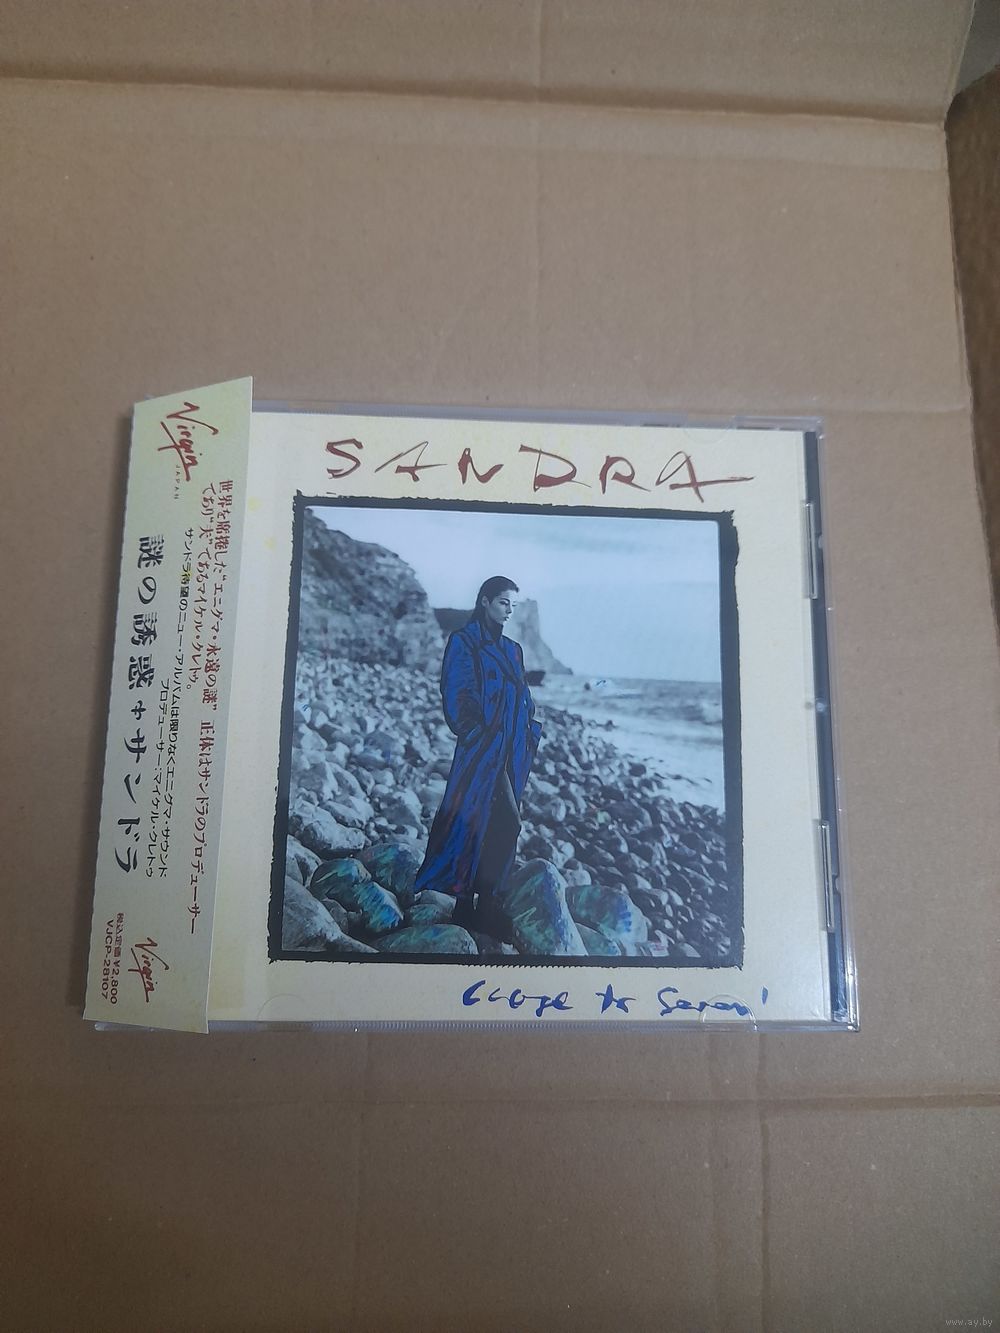 Virgin
JAPAN
世界を席捲した“エニグマ・永遠の謎” 正体はサンドラのプロデューサー
であり“夫”であるマイケル・クレトゥ。
サンドラ待望のニュー・アルバムは限りなくエニグマ・サウンド
プロデューサー:マイケル・クレトゥ
謎の誘惑+サンドラ
Virgin
税込定価¥2,800
VJCP-28107
SANDRA
Close to Seven
www.ay.by